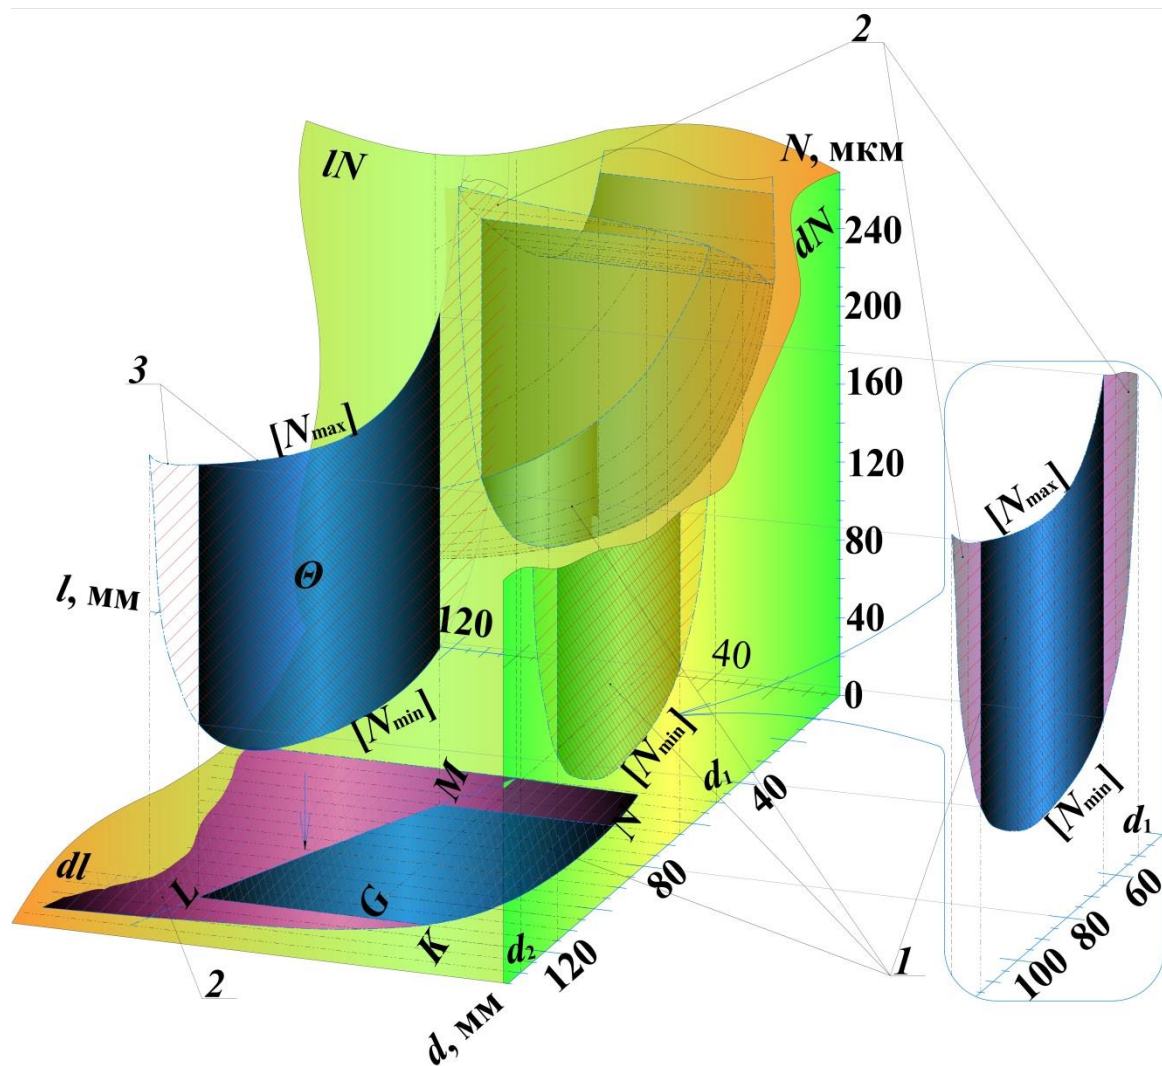 2
lN
N, мкм
dN
240
200
3
160
[Nmax]
120
[Nmax]
80
Θ
l, мм
40
120
40
0
[Nmin]
[Nmin]
[Nmin]
M
d1
40
d1
N
60
dl
L
80
G
80
K
d2
100
120
1
2
d, мм